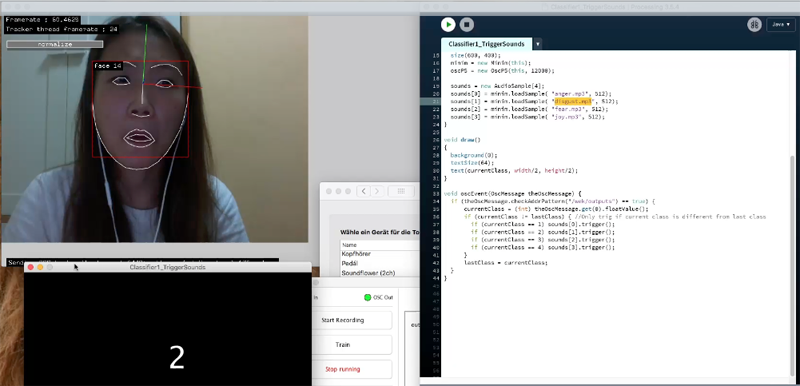 Framerate : 60,4625
Tracker thread framerate : 24
normalize
face 14
Classifier1_TriggerSounds
2
Wähle ein Gerät für die To
Name
Kopfhörer
Pedál
Soundflower (2ch)
OSC Out
Start Recording
Train
Stop running
Java
Classifier1_TriggerSounds
15 size(600, 400);
16 minim = new Minim(this);
17 oscP5 = new OscP5(this, 12000);
18
19 sounds = new AudioSample[4];
20 sounds[0] = minim.loadSample( "anger.mp3", 512);
21 sounds[1] = minim.loadSample( "disgust.mp3", 512);
22 sounds[2] = minim.loadSample( "fear.mp3", 512);
23 sounds[3] = minim.loadSample( "joy.mp3", 512);
24 }
25
26 void draw()
27 {
28 background(0);
29 textSize(64);
30 text(currentClass, width/2, height/2);
31 }
32
33 void oscEvent(OscMessage theOscMessage) {
34 if (theOscMessage.checkAddrPattern("/wek/outputs") == true) {
35 currentClass = (int) theOscMessage.get(0).floatValue();
36 if (currentClass != lastClass) { //Only trig if current class is different from last class
37 if (currentClass == 1) sounds[0].trigger();
38 if (currentClass == 2) sounds[1].trigger();
39 if (currentClass == 3) sounds[2].trigger();
40 if (currentClass == 4) sounds[3].trigger();
41 }
42 lastClass = currentClass;
43 }
44 }